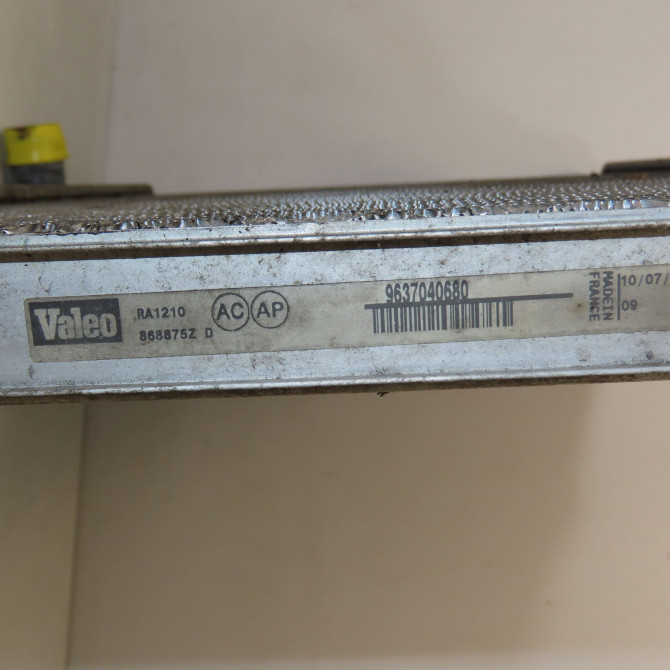 Valeo
RA1210
868875Z D
AC AP
9637040680
MADE IN
FRANCE
10/07/
09